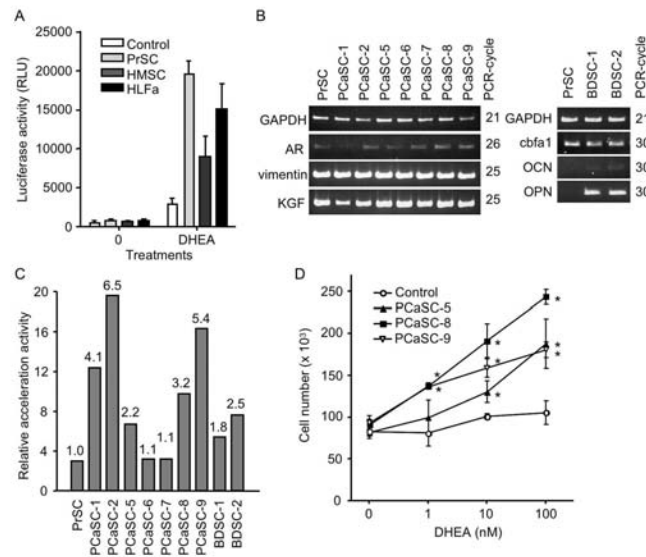 A
Luciferase activity (RLU)
25000
20000
15000
10000
5000
0
Control
PrSC
HMSC
HLFa
0
DHEA
Treatments
B
PrSC
PCaSC-1
PCaSC-2
PCaSC-5
PCaSC-6
PCaSC-7
PCaSC-8
PCaSC-9
PCR-cycle
GAPDH
21
AR
26
vimentin
25
KGF
25
PrSC
BDSC-1
BDSC-2
PCR-cycle
GAPDH
21
cbfa1
30
OCN
30
OPN
30
C
Relative acceleration activity
20
16
12
8
4
0
1.0
4.1
6.5
2.2
1.1
1.1
3.2
5.4
1.8
2.5
PrSC
PCaSC-1
PCaSC-2
PCaSC-5
PCaSC-6
PCaSC-7
PCaSC-8
PCaSC-9
BDSC-1
BDSC-2
D
Cell number (x 10³)
250
200
150
100
50
0
Control
PCaSC-5
PCaSC-8
PCaSC-9
*
*
*
*
*
*
*
*
0
1
10
100
DHEA (nM)